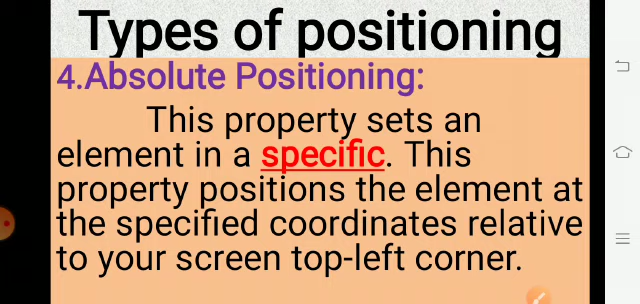 Types of positioning
4.Absolute Positioning:
This property sets an
element in a specific. This
property positions the element at
the specified coordinates relative
to your screen top-left corner.